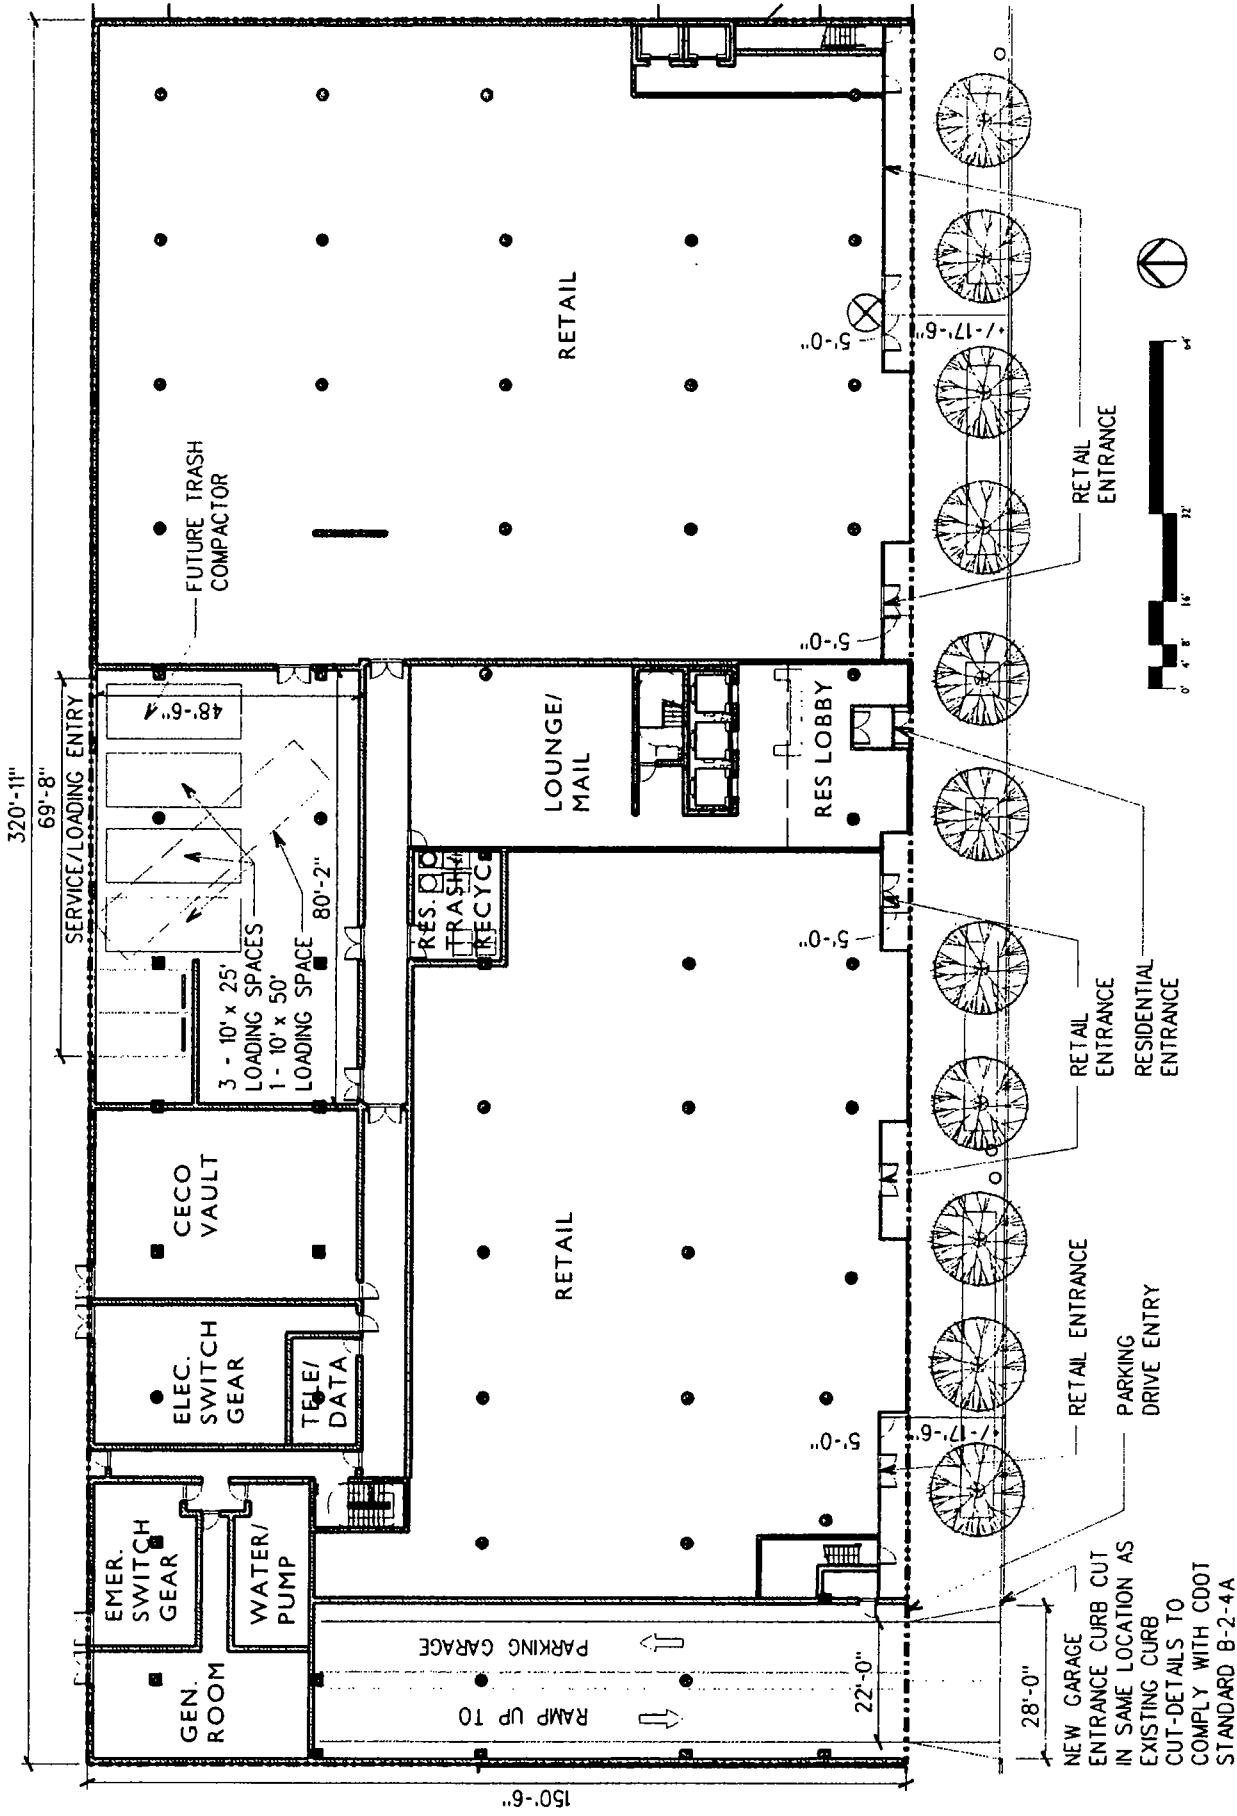 320'-11"
69'-8"
SERVICE/LOADING ENTRY
48'-6"
FUTURE TRASH
COMPACTOR
3 - 10' x 25'
LOADING SPACES
1 - 10' x 50'
LOADING SPACE
80'-2"
RETAIL
LOUNGE/
MAIL
RES LOBBY
RES.
TRASH/
RECYC
CECO
VAULT
ELEC.
SWITCH
GEAR
TELE/
DATA
EMER.
SWITCH
GEAR
WATER/
PUMP
GEN.
ROOM
RETAIL
RAMP UP TO
PARKING GARAGE
22'-0"
28'-0"
150'-6"
5'-0"
+/-17'-6"
5'-0"
5'-0"
5'-0"
+/-17'-6"
NEW GARAGE
ENTRANCE CURB CUT
IN SAME LOCATION AS
EXISTING CURB
CUT-DETAILS TO
COMPLY WITH CDOT
STANDARD B-2-4A
PARKING
DRIVE ENTRY
RETAIL ENTRANCE
RETAIL
ENTRANCE
RESIDENTIAL
ENTRANCE
RETAIL
ENTRANCE
0' 4' 8' 16' 32' 64'